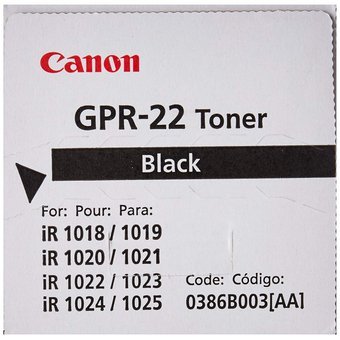 Canon
GPR-22 Toner
Black
For: Pour: Para:
iR 1018 / 1019
iR 1020 / 1021
iR 1022 / 1023 Code: Código:
iR 1024 / 1025 0386B003[AA]